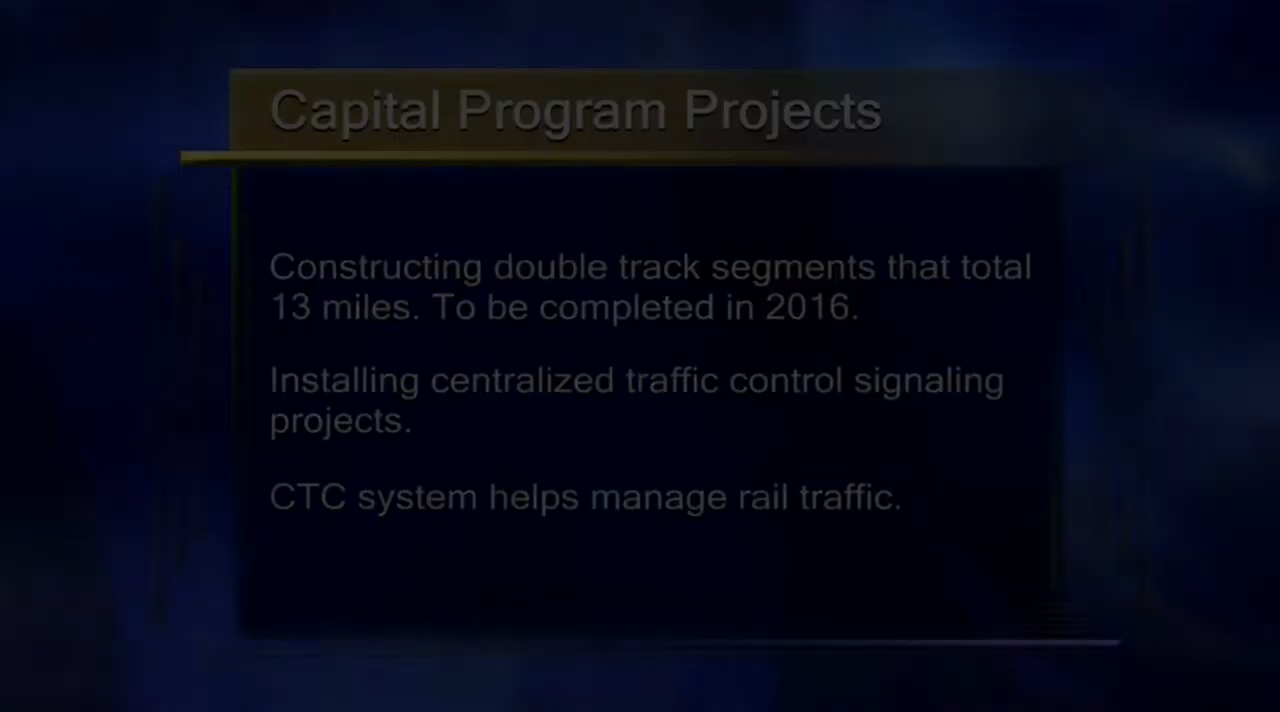 Capital Program Projects
Constructing double track segments that total
13 miles. To be completed in 2016.
Installing centralized traffic control signaling
projects.
CTC system helps manage rail traffic.